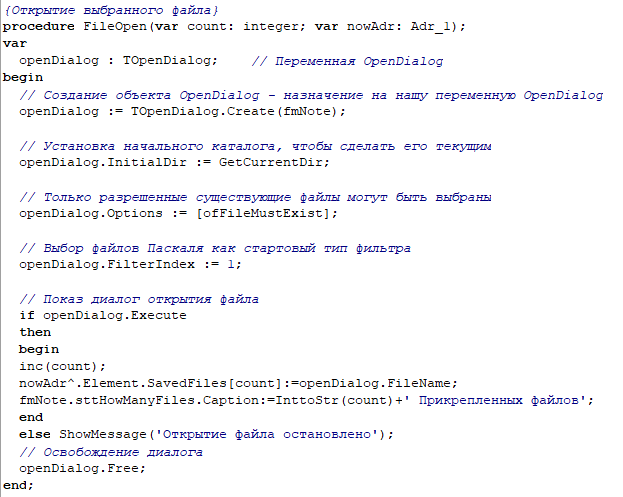 {Открытие выбранного файла}
procedure FileOpen(var count: integer; var nowAdr: Adr_1);
var
openDialog : TOpenDialog;    // Переменная OpenDialog
begin
// Создание объекта OpenDialog - назначение на нашу переменную OpenDialog
openDialog := TOpenDialog.Create(fmNote);
// Установка начального каталога, чтобы сделать его текущим
openDialog.InitialDir := GetCurrentDir;
// Только разрешенные существующие файлы могут быть выбраны
openDialog.Options := [ofFileMustExist];
// Выбор файлов Паскаля как стартовый тип фильтра
openDialog.FilterIndex := 1;
// Показ диалог открытия файла
if openDialog.Execute
then
begin
inc(count);
nowAdr^.Element.SavedFiles[count]:=openDialog.FileName;
fmNote.sttHowManyFiles.Caption:=InttoStr(count)+' Прикрепленных файлов';
end
else ShowMessage('Открытие файла остановлено');
// Освобождение диалога
openDialog.Free;
end;